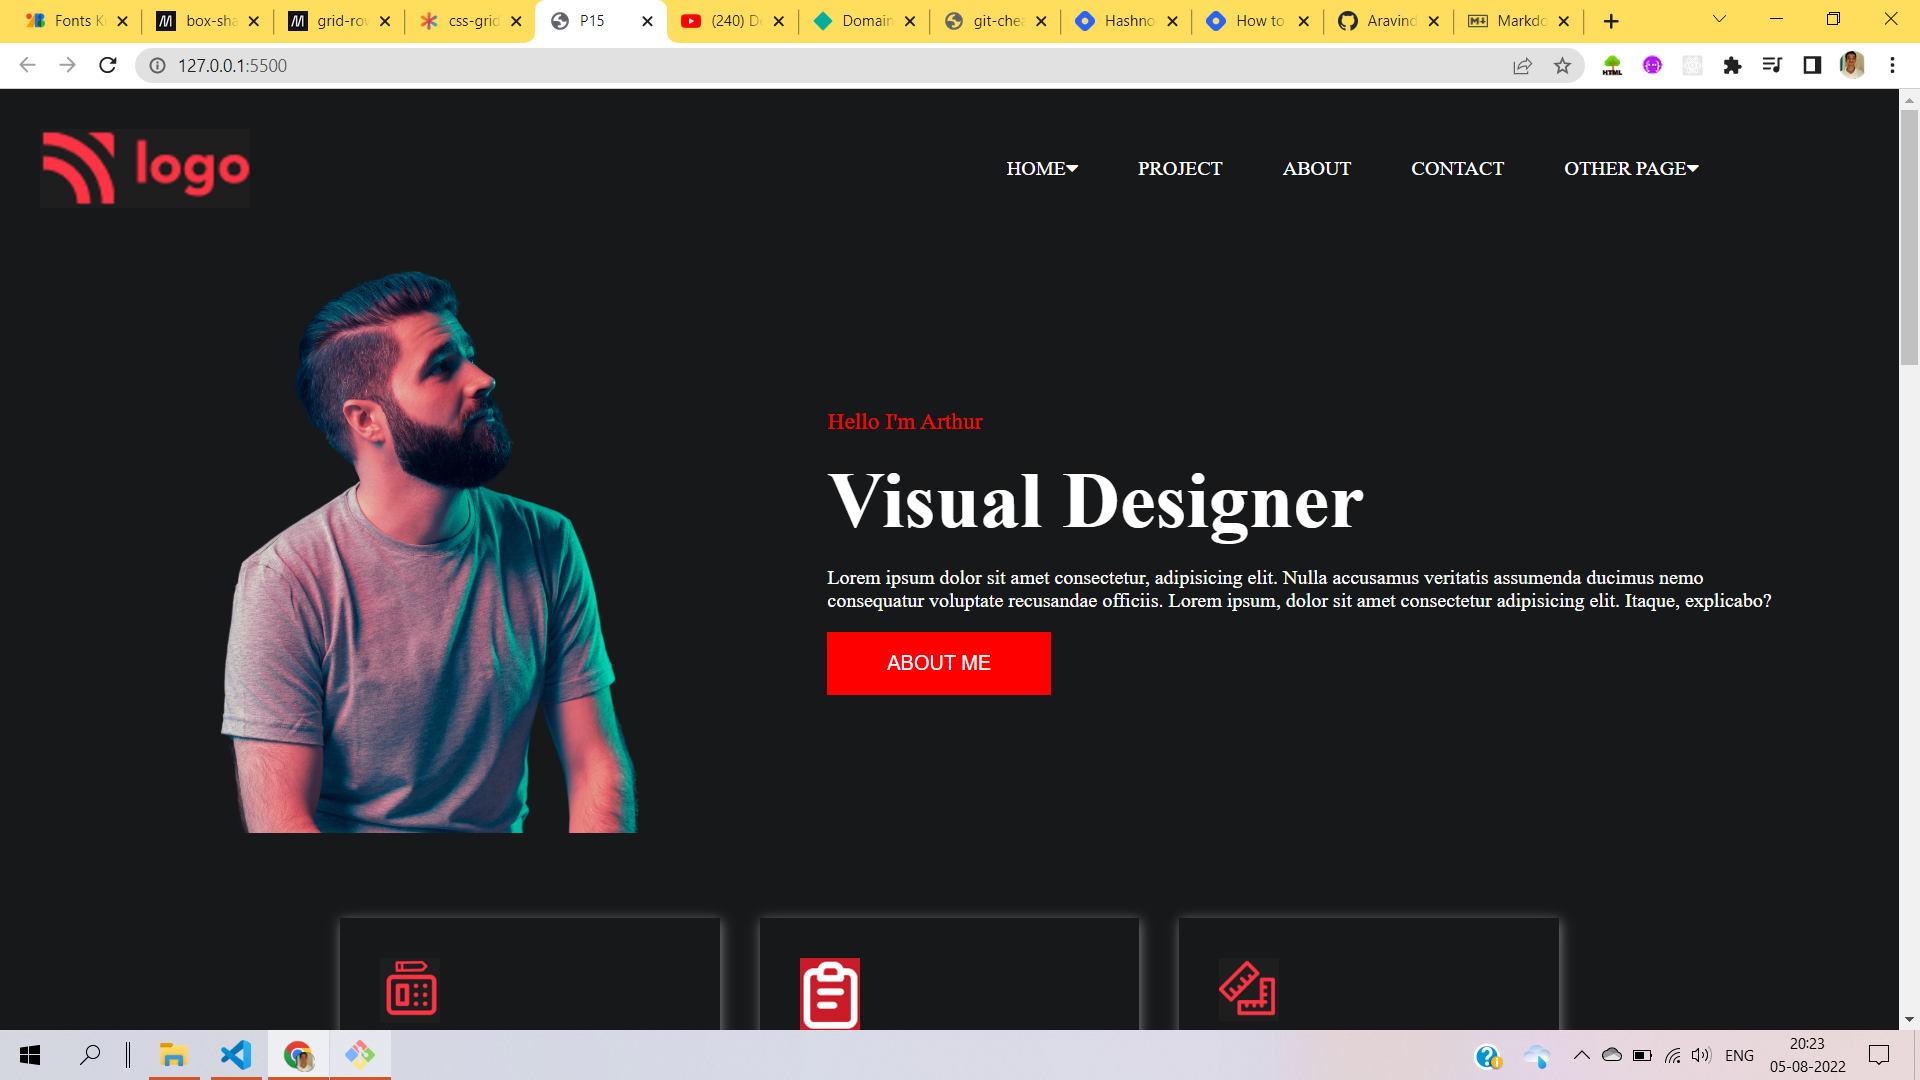 Fonts K
box-sha
grid-rov
css-grid
P15
(240) D
Domain
git-chea
Hashno
How to
Aravind
Markdo
127.0.0.1:5500
HTML
logo
HOME
PROJECT
ABOUT
CONTACT
OTHER PAGE
Hello I'm Arthur
Visual Designer
Lorem ipsum dolor sit amet consectetur, adipisicing elit. Nulla accusamus veritatis assumenda ducimus nemo
consequatur voluptate recusandae officiis. Lorem ipsum, dolor sit amet consectetur adipisicing elit. Itaque, explicabo?
ABOUT ME
ENG
20:23
05-08-2022